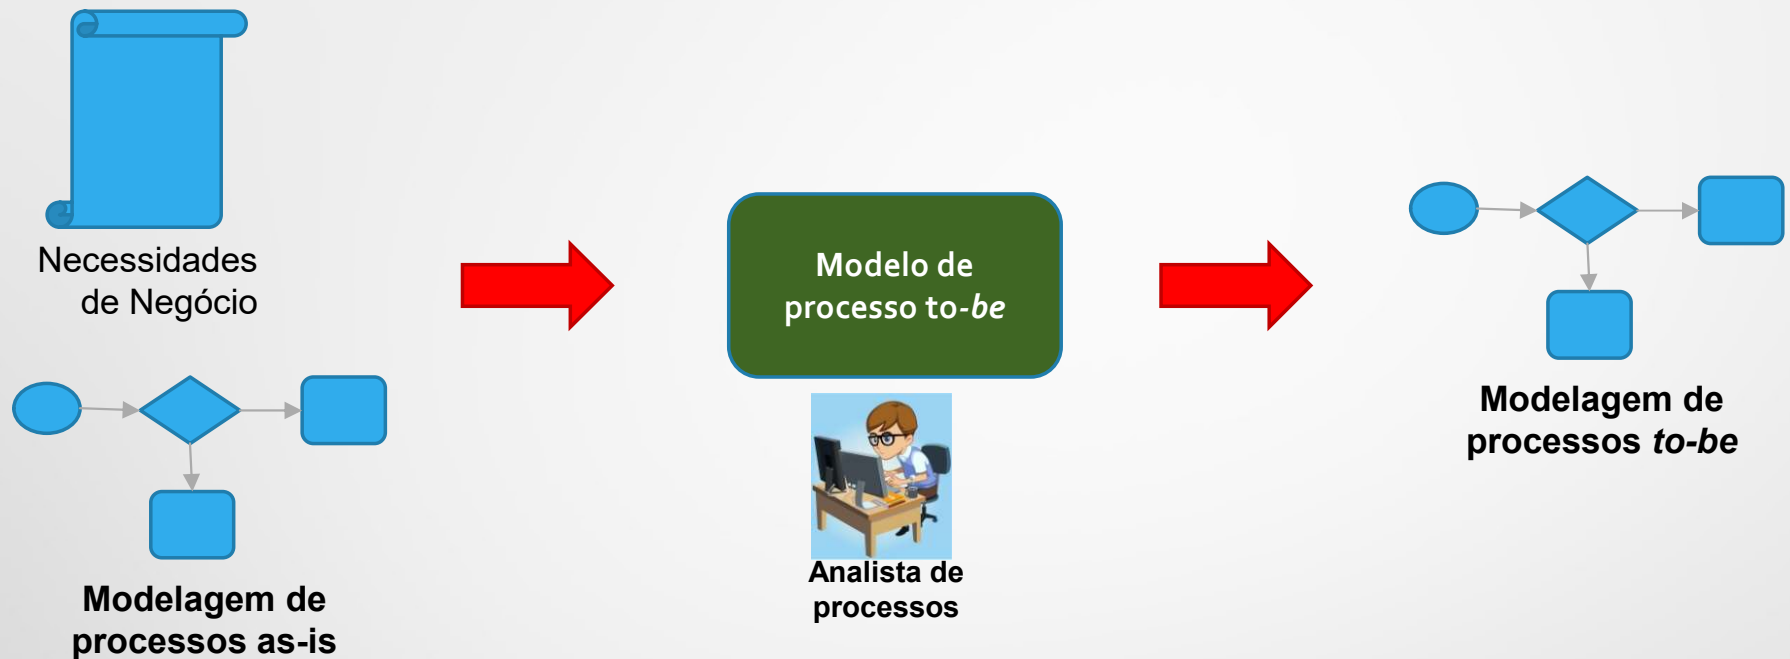 Necessidades
de Negócio
Modelagem de
processos as-is
Modelo de
processo to-be
Analista de
processos
Modelagem de
processos to-be